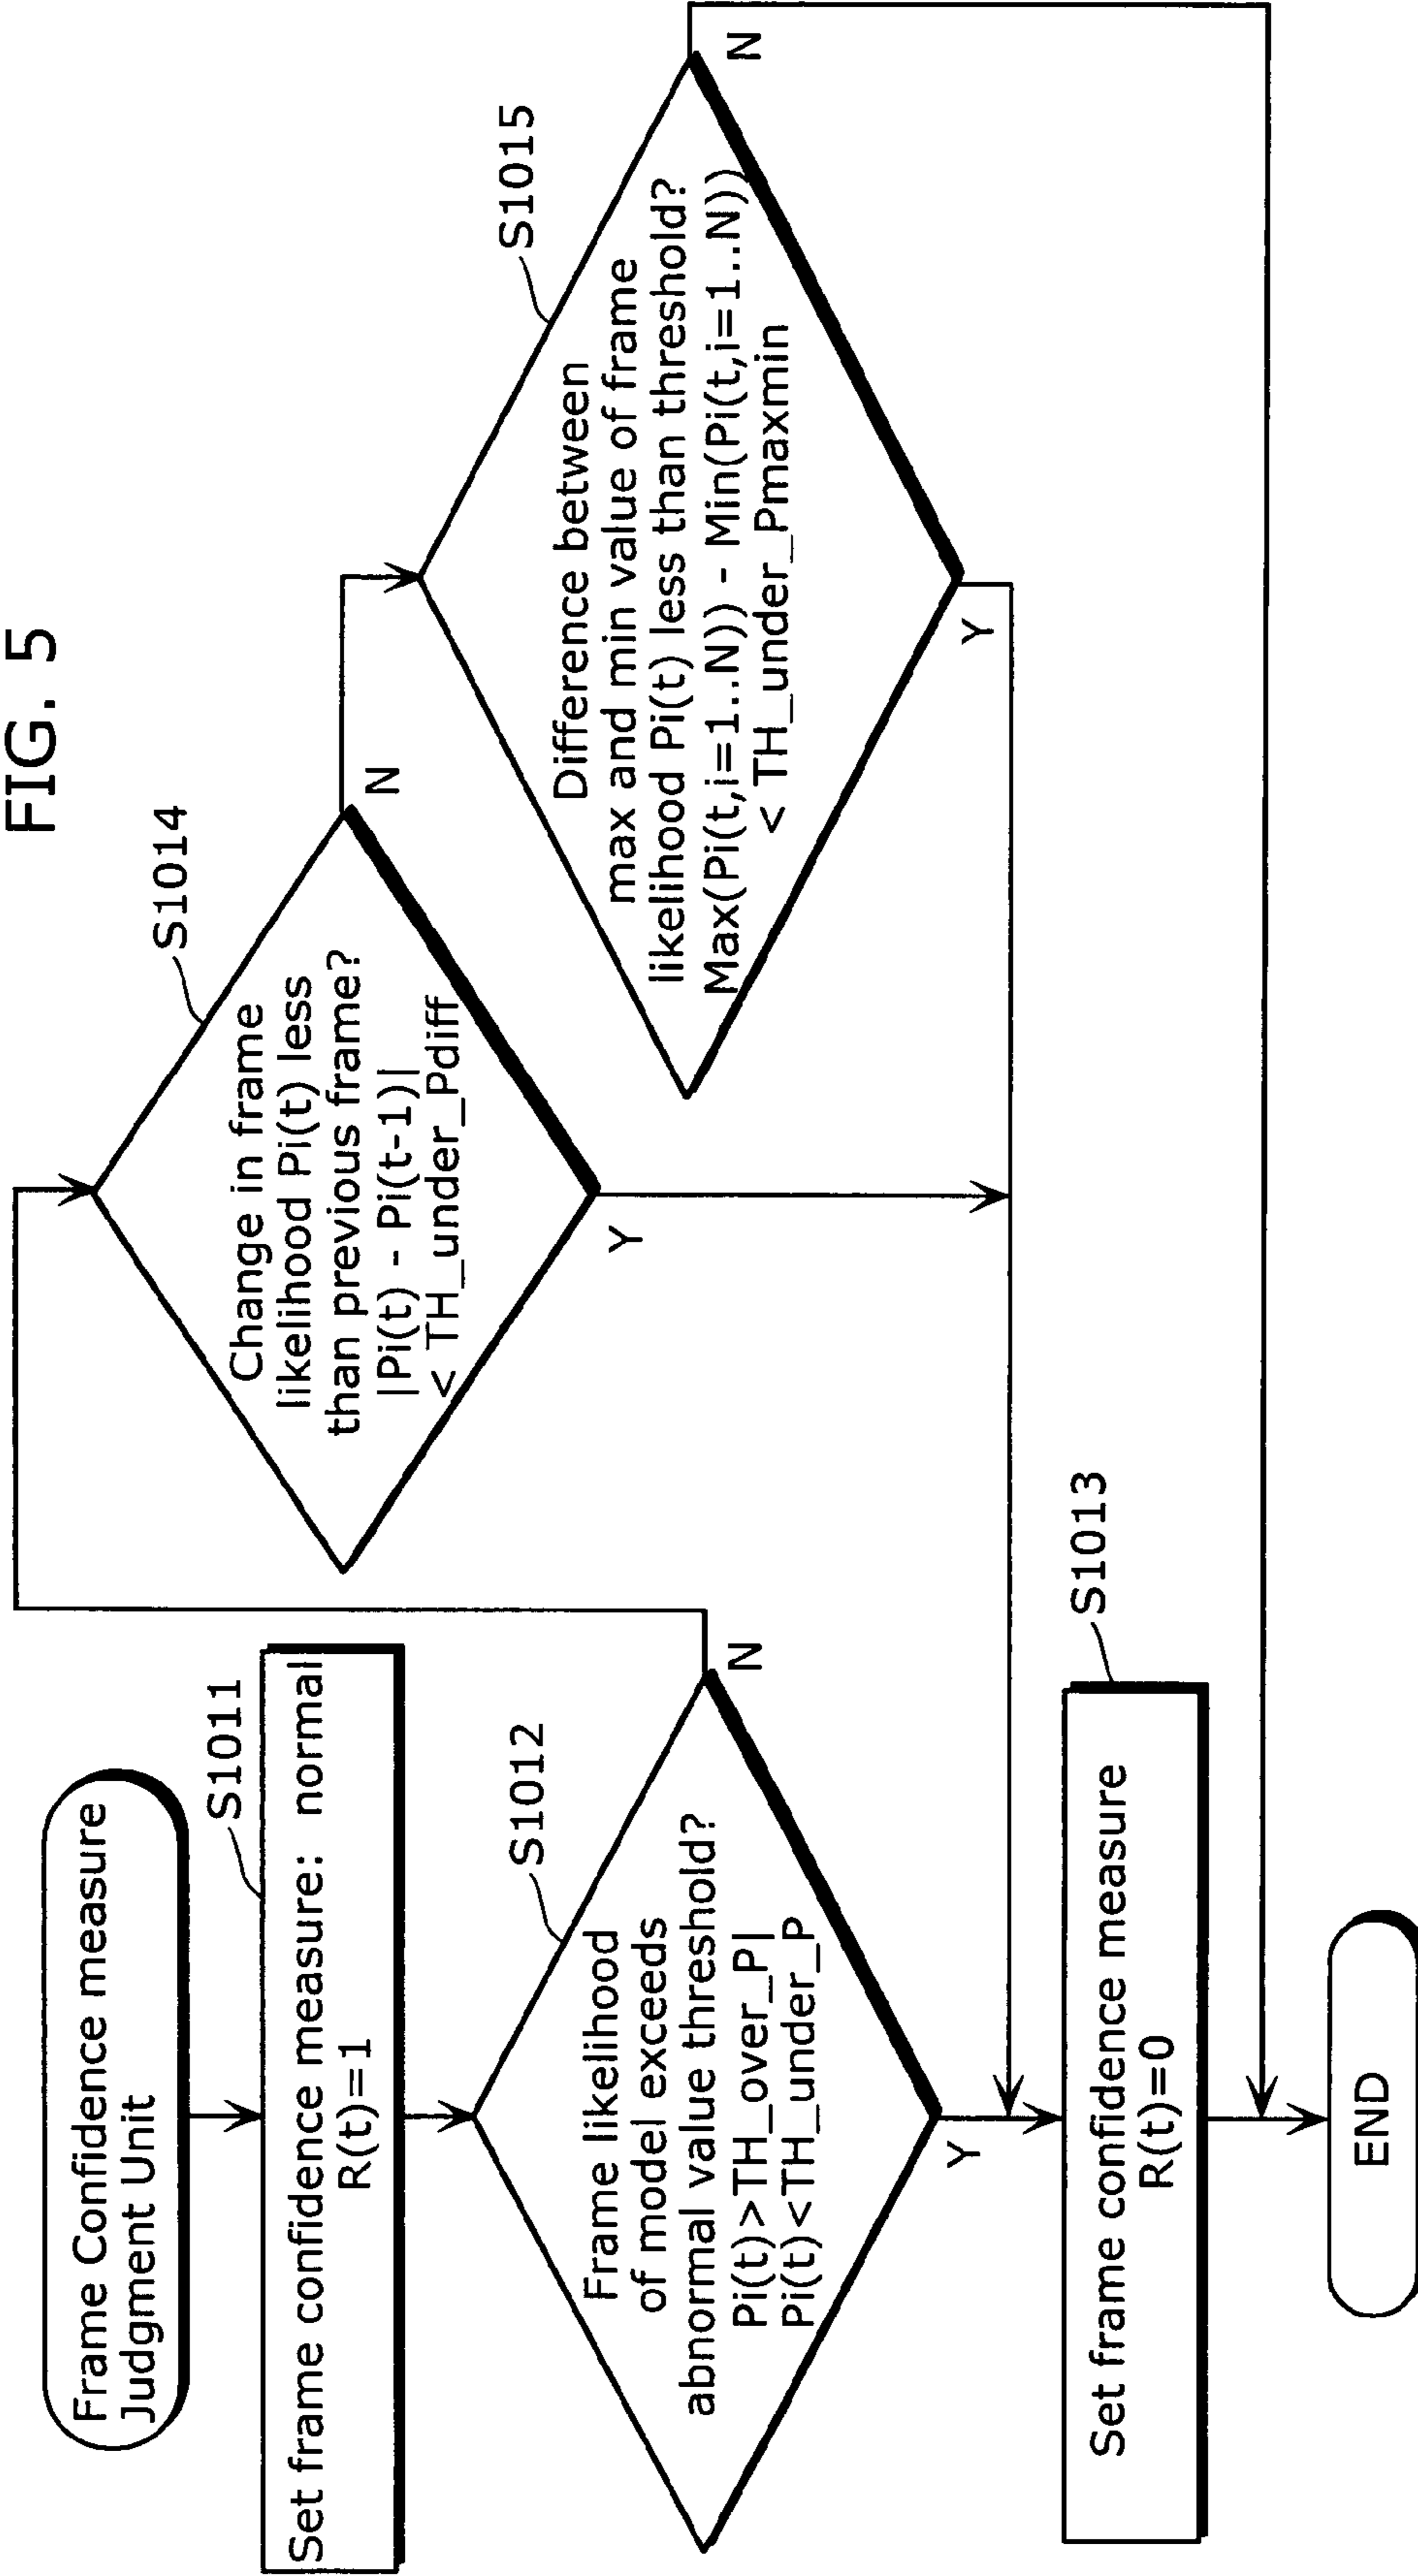 FIG. 5
Frame Confidence measure
Judgment Unit
S1011
Set frame confidence measure: normal
R(t)=1
S1012
Frame likelihood
of model exceeds
abnormal value threshold?
Pi(t)>TH_over_P|
Pi(t)<TH_under_P
N
Y
S1014
Change in frame
likelihood Pi(t) less
than previous frame?
|Pi(t) - Pi(t-1)|
< TH_under_Pdiff
N
Y
S1015
Difference between
max and min value of frame
likelihood Pi(t) less than threshold?
Max(Pi(t,i=1..N)) - Min(Pi(t,i=1..N))
< TH_under_Pmaxmin
N
Y
S1013
Set frame confidence measure
R(t)=0
END